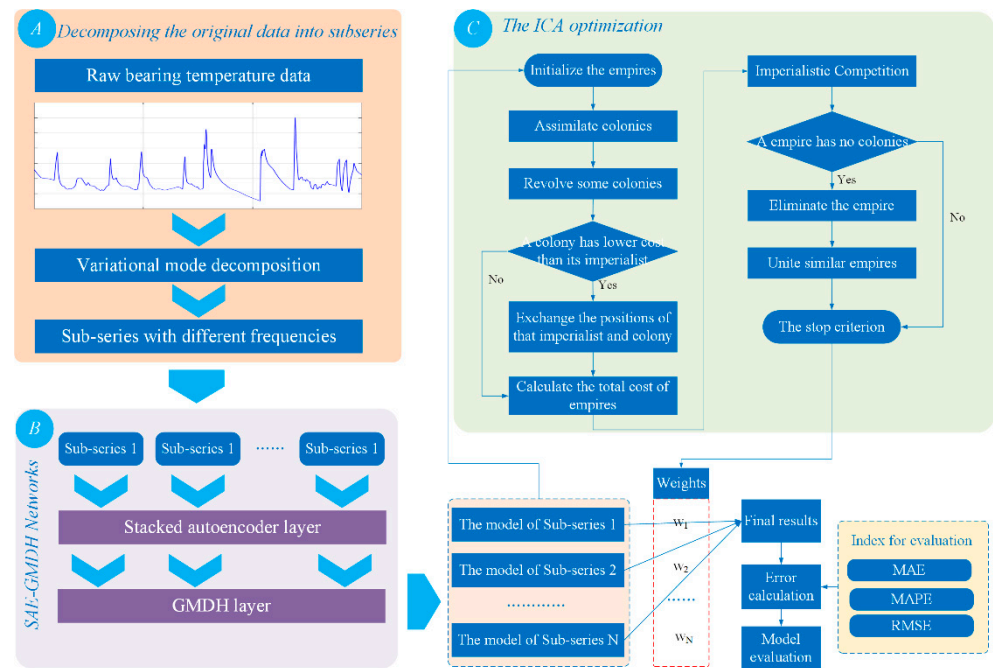 A
Decomposing the original data into subseries
Raw bearing temperature data
Variational mode decomposition
Sub-series with different frequencies
B
SAE-GMDH Networks
Sub-series 1
Sub-series 1
......
Sub-series 1
Stacked autoencoder layer
GMDH layer
C
The ICA optimization
Initialize the empires
Assimilate colonies
Revolve some colonies
A colony has lower cost
than its imperialist
No
Yes
Exchange the positions of
that imperialist and colony
Calculate the total cost of
empires
Imperialistic Competition
A empire has no colonies
Yes
No
Eliminate the empire
Unite similar empires
The stop criterion
The model of Sub-series 1
The model of Sub-series 2
............
The model of Sub-series N
Weights
w1
w2
......
wN
Final results
Error
calculation
Model
evaluation
Index for evaluation
MAE
MAPE
RMSE